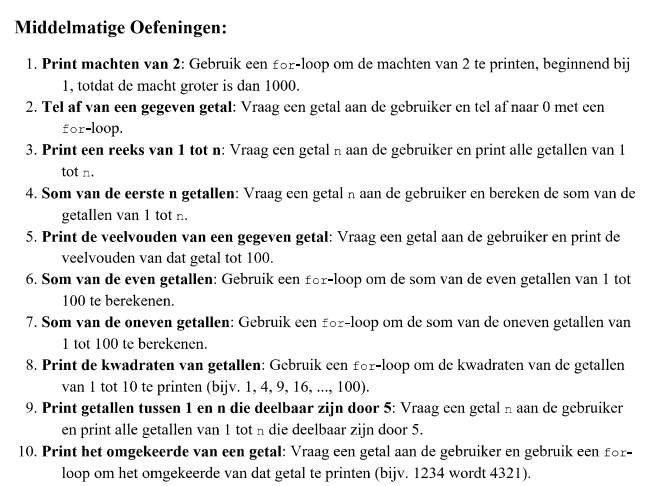 Middelmatige Oefeningen:
1. Print machten van 2: Gebruik een for-loop om de machten van 2 te printen, beginnend bij
1, totdat de macht groter is dan 1000.
2. Tel af van een gegeven getal: Vraag een getal aan de gebruiker en tel af naar 0 met een
for-loop.
3. Print een reeks van 1 tot n: Vraag een getal n aan de gebruiker en print alle getallen van 1
tot n.
4. Som van de eerste n getallen: Vraag een getal n aan de gebruiker en bereken de som van de
getallen van 1 tot n.
5. Print de veelvouden van een gegeven getal: Vraag een getal aan de gebruiker en print de
veelvouden van dat getal tot 100.
6. Som van de even getallen: Gebruik een for-loop om de som van de even getallen van 1 tot
100 te berekenen.
7. Som van de oneven getallen: Gebruik een for-loop om de som van de oneven getallen van
1 tot 100 te berekenen.
8. Print de kwadraten van getallen: Gebruik een for-loop om de kwadraten van de getallen
van 1 tot 10 te printen (bijv. 1, 4, 9, 16, ..., 100).
9. Print getallen tussen 1 en n die deelbaar zijn door 5: Vraag een getal n aan de gebruiker
en print alle getallen van 1 tot n die deelbaar zijn door 5.
10. Print het omgekeerde van een getal: Vraag een getal aan de gebruiker en gebruik een for-
loop om het omgekeerde van dat getal te printen (bijv. 1234 wordt 4321).